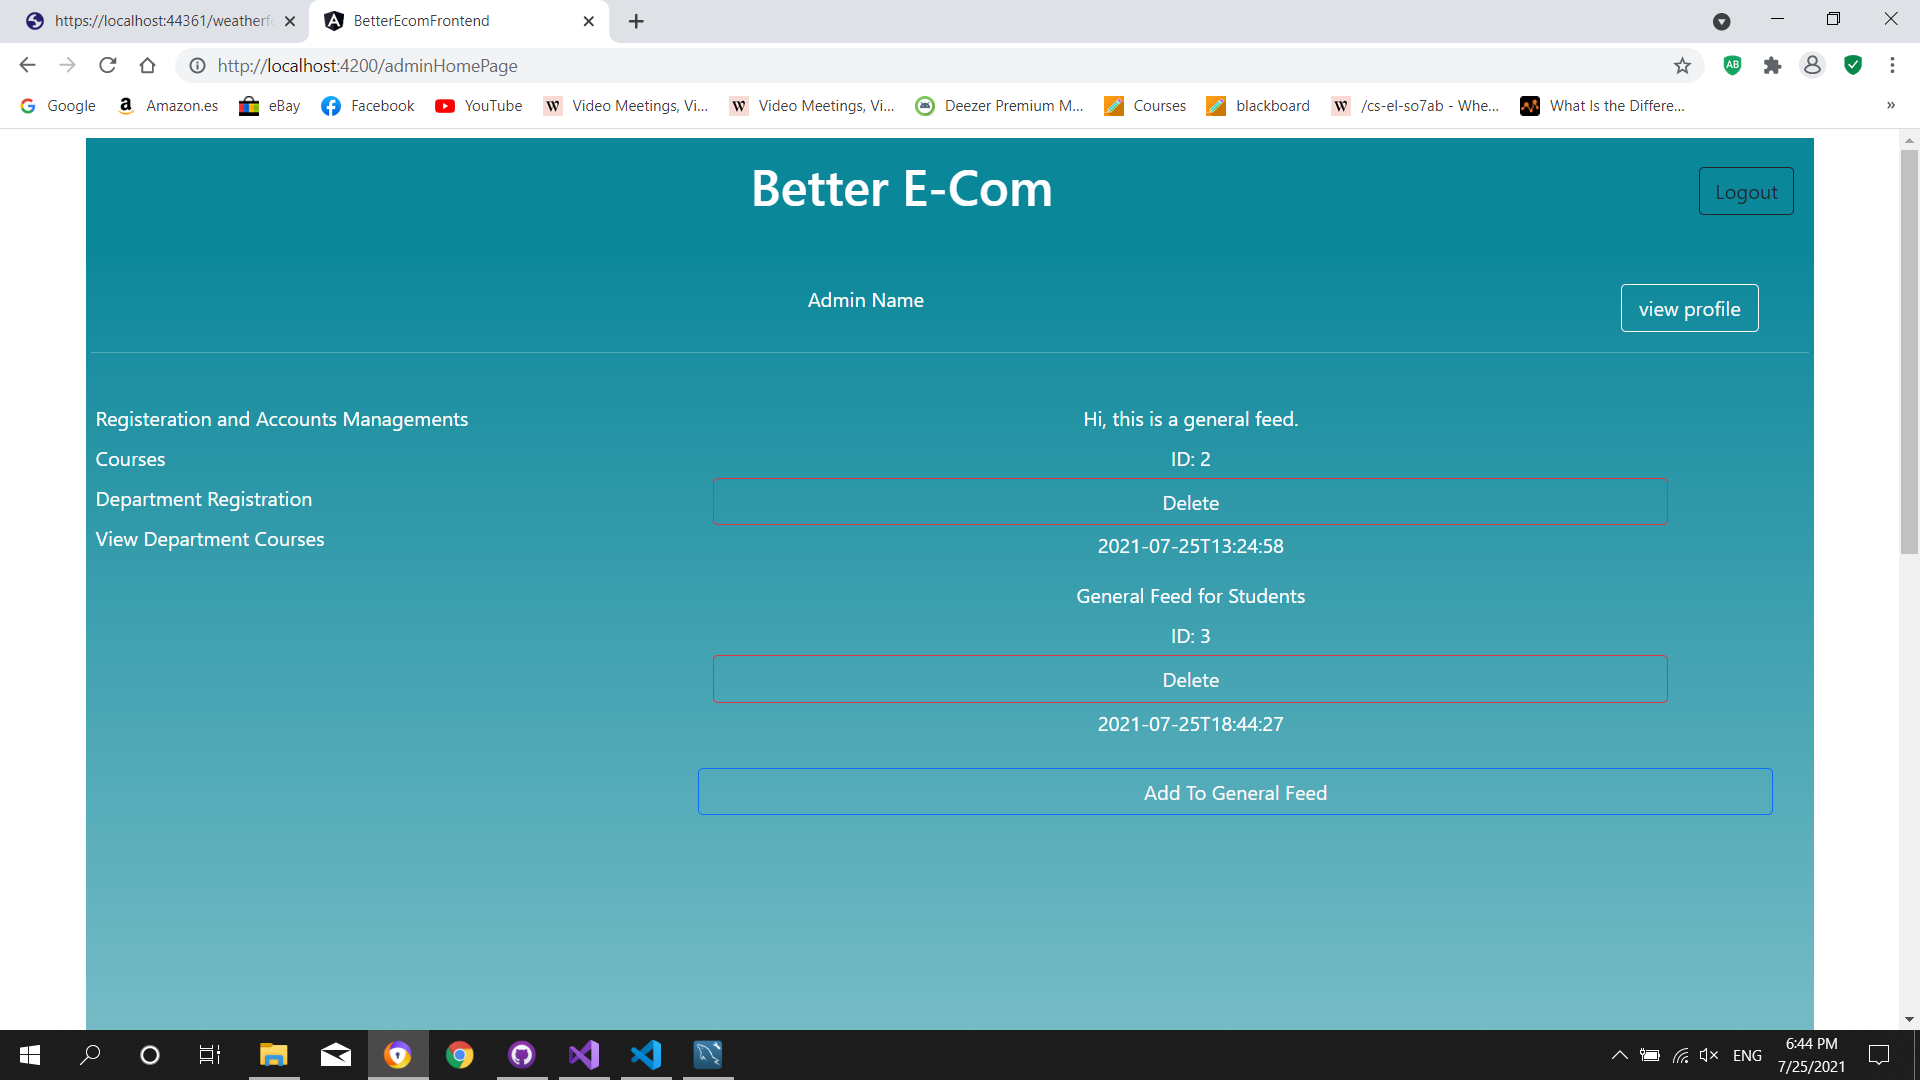 https://localhost:44361/weatherfo
BetterEcomFrontend
http://localhost:4200/adminHomePage
AB
Google
Amazon.es
eBay
Facebook
YouTube
Video Meetings, Vi...
Video Meetings, Vi...
Deezer Premium M...
Courses
blackboard
/cs-el-so7ab - Whe...
What Is the Differe...
»
Better E-Com
Logout
Admin Name
view profile
Registeration and Accounts Managements
Courses
Department Registration
View Department Courses
Hi, this is a general feed.
ID: 2
Delete
2021-07-25T13:24:58
General Feed for Students
ID: 3
Delete
2021-07-25T18:44:27
Add To General Feed
ENG
6:44 PM
7/25/2021